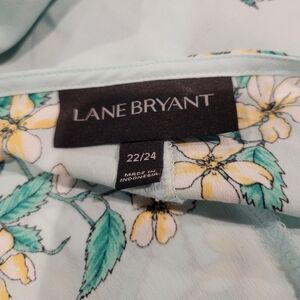 LANE BRYANT
22/24
MADE IN
INDONESIA